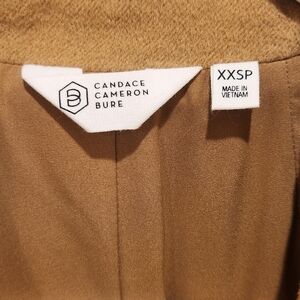 CANDACE
CAMERON
BURE
XXSP
MADE IN
VIETNAM